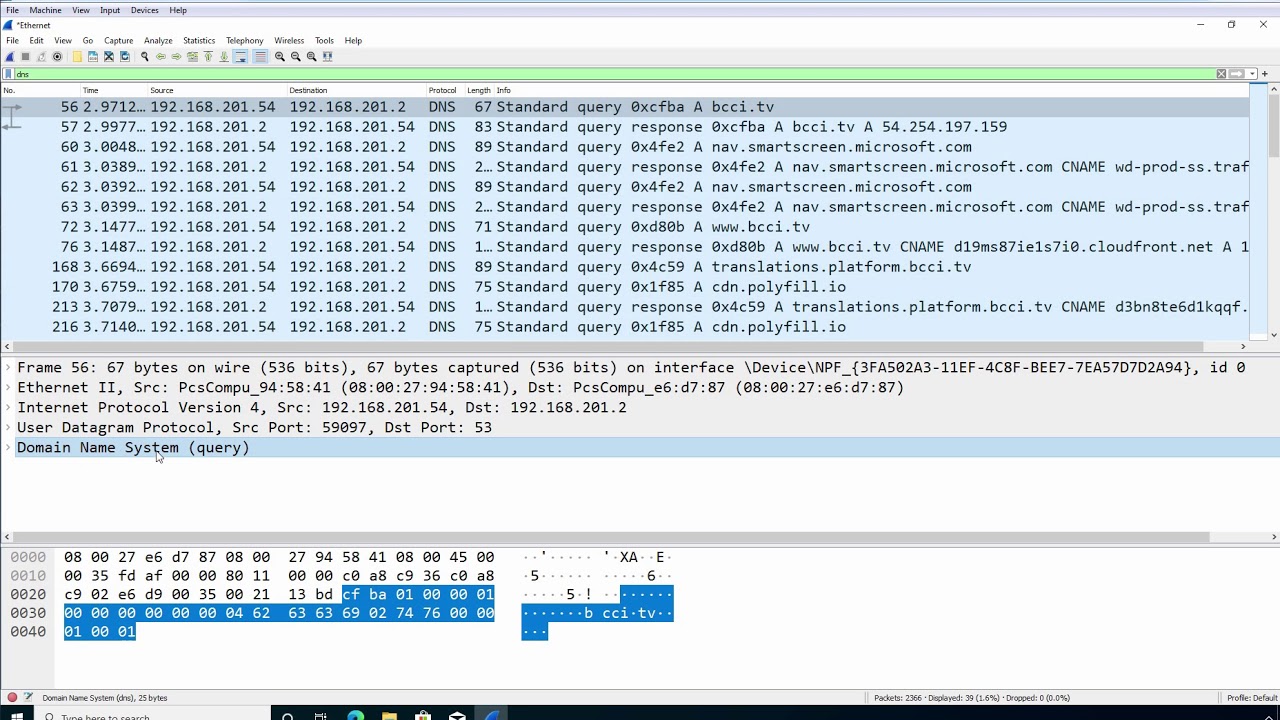 File Machine View Input Devices Help
*Ethernet
File Edit View Go Capture Analyze Statistics Telephony Wireless Tools Help
dns
No. Time Source Destination Protocol Length Info
56 2.9712… 192.168.201.54 192.168.201.2 DNS 67 Standard query 0xcfba A bcci.tv
57 2.9977… 192.168.201.2 192.168.201.54 DNS 83 Standard query response 0xcfba A bcci.tv A 54.254.197.159
60 3.0048… 192.168.201.54 192.168.201.2 DNS 89 Standard query 0x4fe2 A nav.smartscreen.microsoft.com
61 3.0389… 192.168.201.2 192.168.201.54 DNS 2… Standard query response 0x4fe2 A nav.smartscreen.microsoft.com CNAME wd-prod-ss.traf
62 3.0392… 192.168.201.54 192.168.201.2 DNS 89 Standard query 0x4fe2 A nav.smartscreen.microsoft.com
63 3.0399… 192.168.201.2 192.168.201.54 DNS 2… Standard query response 0x4fe2 A nav.smartscreen.microsoft.com CNAME wd-prod-ss.traf
72 3.1477… 192.168.201.54 192.168.201.2 DNS 71 Standard query 0xd80b A www.bcci.tv
76 3.1487… 192.168.201.2 192.168.201.54 DNS 1… Standard query response 0xd80b A www.bcci.tv CNAME d19ms87ie1s7i0.cloudfront.net A 1
168 3.6694… 192.168.201.54 192.168.201.2 DNS 89 Standard query 0x4c59 A translations.platform.bcci.tv
170 3.6759… 192.168.201.54 192.168.201.2 DNS 75 Standard query 0x1f85 A cdn.polyfill.io
213 3.7079… 192.168.201.2 192.168.201.54 DNS 1… Standard query response 0x4c59 A translations.platform.bcci.tv CNAME d3bn8te6d1kqqf.
216 3.7140… 192.168.201.54 192.168.201.2 DNS 75 Standard query 0x1f85 A cdn.polyfill.io
Frame 56: 67 bytes on wire (536 bits), 67 bytes captured (536 bits) on interface \Device\NPF_{3FA502A3-11EF-4C8F-BEE7-7EA57D7D2A94}, id 0
Ethernet II, Src: PcsCompu_94:58:41 (08:00:27:94:58:41), Dst: PcsCompu_e6:d7:87 (08:00:27:e6:d7:87)
Internet Protocol Version 4, Src: 192.168.201.54, Dst: 192.168.201.2
User Datagram Protocol, Src Port: 59097, Dst Port: 53
Domain Name System (query)
0000 08 00 27 e6 d7 87 08 00 27 94 58 41 08 00 45 00 ··'····· '·XA··E·
0010 00 35 fd af 00 00 80 11 00 00 c0 a8 c9 36 c0 a8 ·5······ ·····6··
0020 c9 02 e6 d9 00 35 00 21 13 bd cf ba 01 00 00 01 ·····5·! ········
0030 00 00 00 00 00 00 04 62 63 63 69 02 74 76 00 00 ·······b cci·tv··
0040 01 00 01 ···
Domain Name System (dns), 25 bytes
Packets: 2366 · Displayed: 39 (1.6%) · Dropped: 0 (0.0%)
Profile: Default
Type here to search